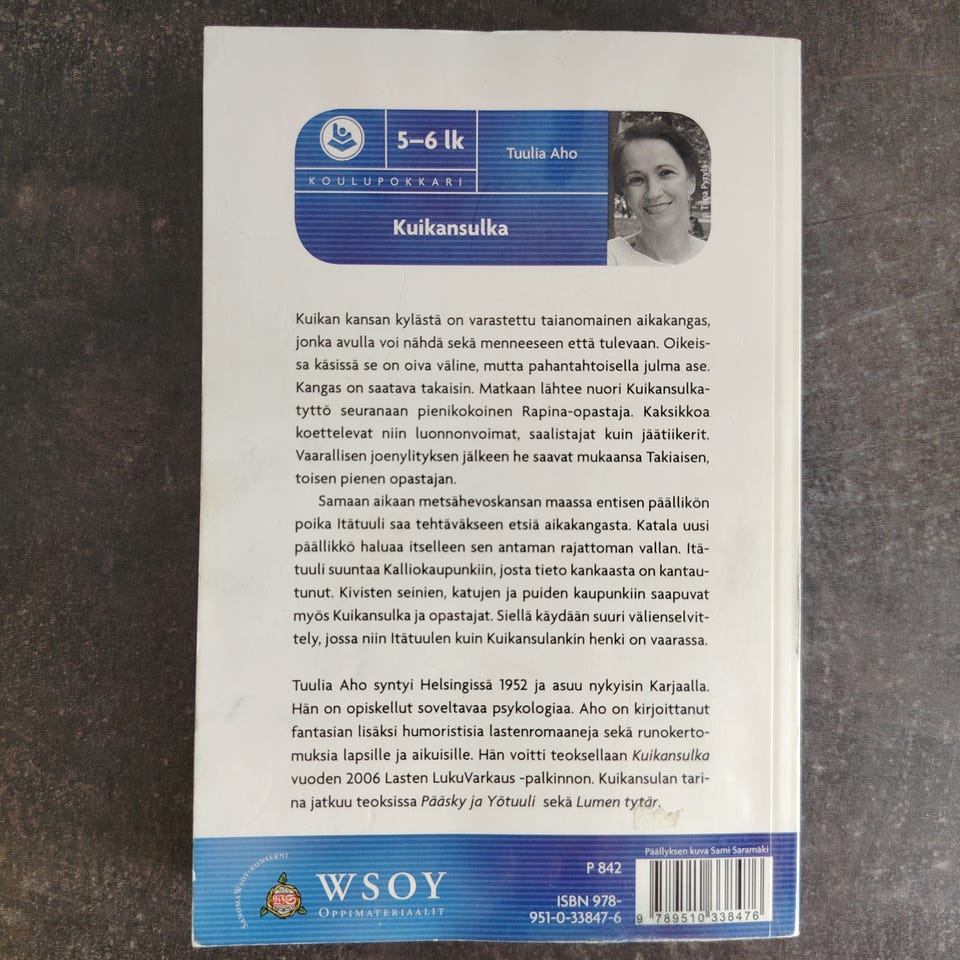 5–6 lk
Tuulia Aho
KOULUPOKKARI
Kuikansulka
Kuikan kansan kylästä on varastettu taianomainen aikakangas,
jonka avulla voi nähdä sekä menneeseen että tulevaan. Oikeis-
sa käsissä se on oiva väline, mutta pahantahtoisella julma ase.
Kangas on saatava takaisin. Matkaan lähtee nuori Kuikansulka-
tyttö seuranaan pienikokoinen Rapina-opastaja. Kaksikkoa
koettelevat niin luonnonvoimat, saalistajat kuin jäätiikerit.
Vaarallisen joenylityksen jälkeen he saavat mukaansa Takiaisen,
toisen pienen opastajan.
Samaan aikaan metsähevoskansan maassa entisen päällikön
poika Itätuuli saa tehtäväkseen etsiä aikakangasta. Katala uusi
päällikkö haluaa itselleen sen antaman rajattoman vallan. Itä-
tuuli suuntaa Kalliokaupunkiin, josta tieto kankaasta on kantau-
tunut. Kivisten seinien, katujen ja puiden kaupunkiin saapuvat
myös Kuikansulka ja opastajat. Siellä käydään suuri välienselvit-
tely, jossa niin Itätuulen kuin Kuikansulankin henki on vaarassa.
Tuulia Aho syntyi Helsingissä 1952 ja asuu nykyisin Karjaalla.
Hän on opiskellut soveltavaa psykologiaa. Aho on kirjoittanut
fantasian lisäksi humoristisia lastenromaaneja sekä runokerto-
muksia lapsille ja aikuisille. Hän voitti teoksellaan Kuikansulka
vuoden 2006 Lasten LukuVarkaus -palkinnon. Kuikansulan tari-
na jatkuu teoksissa Pääsky ja Yötuuli sekä Lumen tytär.
Päällyksen kuva Sami Saramäki
SANOMAWSOY-KONSERNI
WSOY
OPPIMATERIAALIT
P 842
ISBN 978-
951-0-33847-6
9 789510 338476